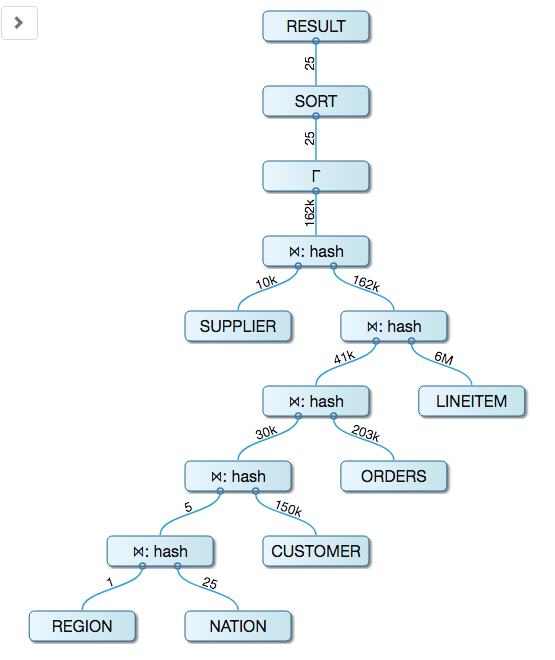 RESULT
25
SORT
25
Γ
162k
⋈: hash
10k
162k
SUPPLIER
⋈: hash
41k
6M
⋈: hash
LINEITEM
30k
203k
⋈: hash
ORDERS
5
150k
⋈: hash
CUSTOMER
1
25
REGION
NATION